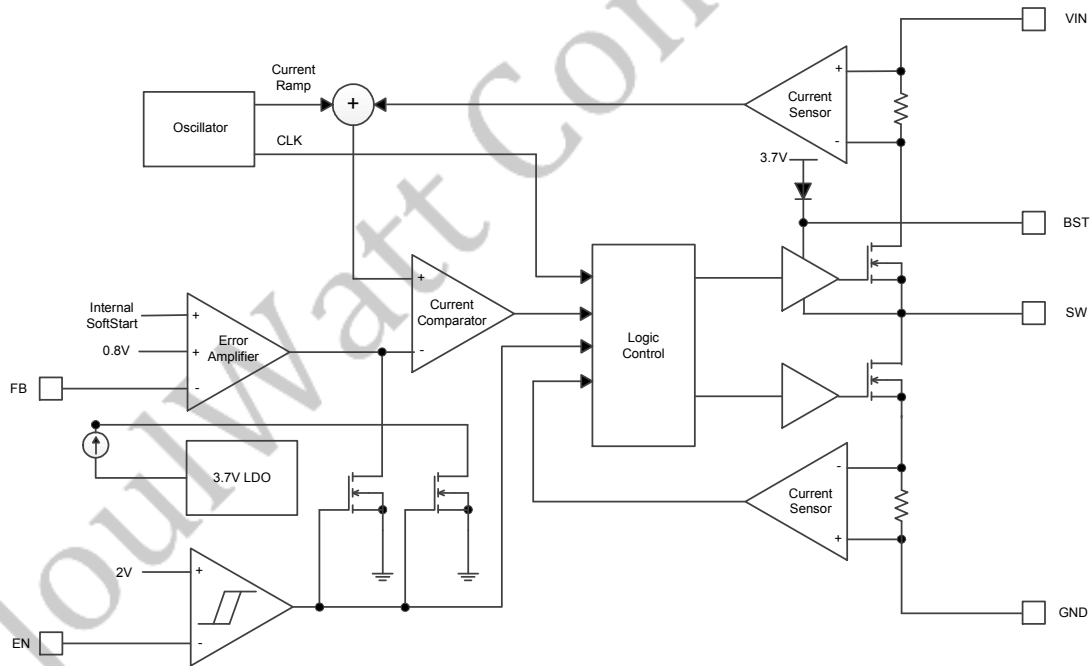 VIN
Current
Ramp
+
+
Current
Sensor
-
Oscillator
CLK
3.7V
BST
Internal
SoftStart
+
+
Current
Comparator
-
SW
0.8V
+
Error
Amplifier
-
Logic
Control
FB
3.7V LDO
-
Current
Sensor
+
2V
+
-
EN
GND